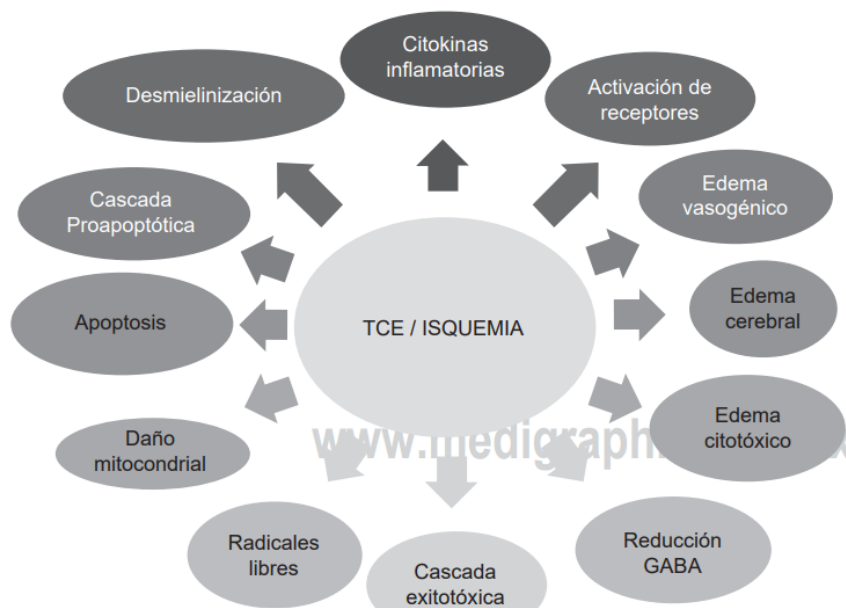 Citokinas
inflamatorias
Desmielinización
Activación de
receptores
Cascada
Proapoptótica
Edema
vasogénico
Apoptosis
TCE / ISQUEMIA
Edema
cerebral
Daño
mitocondrial
Edema
citotóxico
Radicales
libres
Cascada
exitotóxica
Reducción
GABA